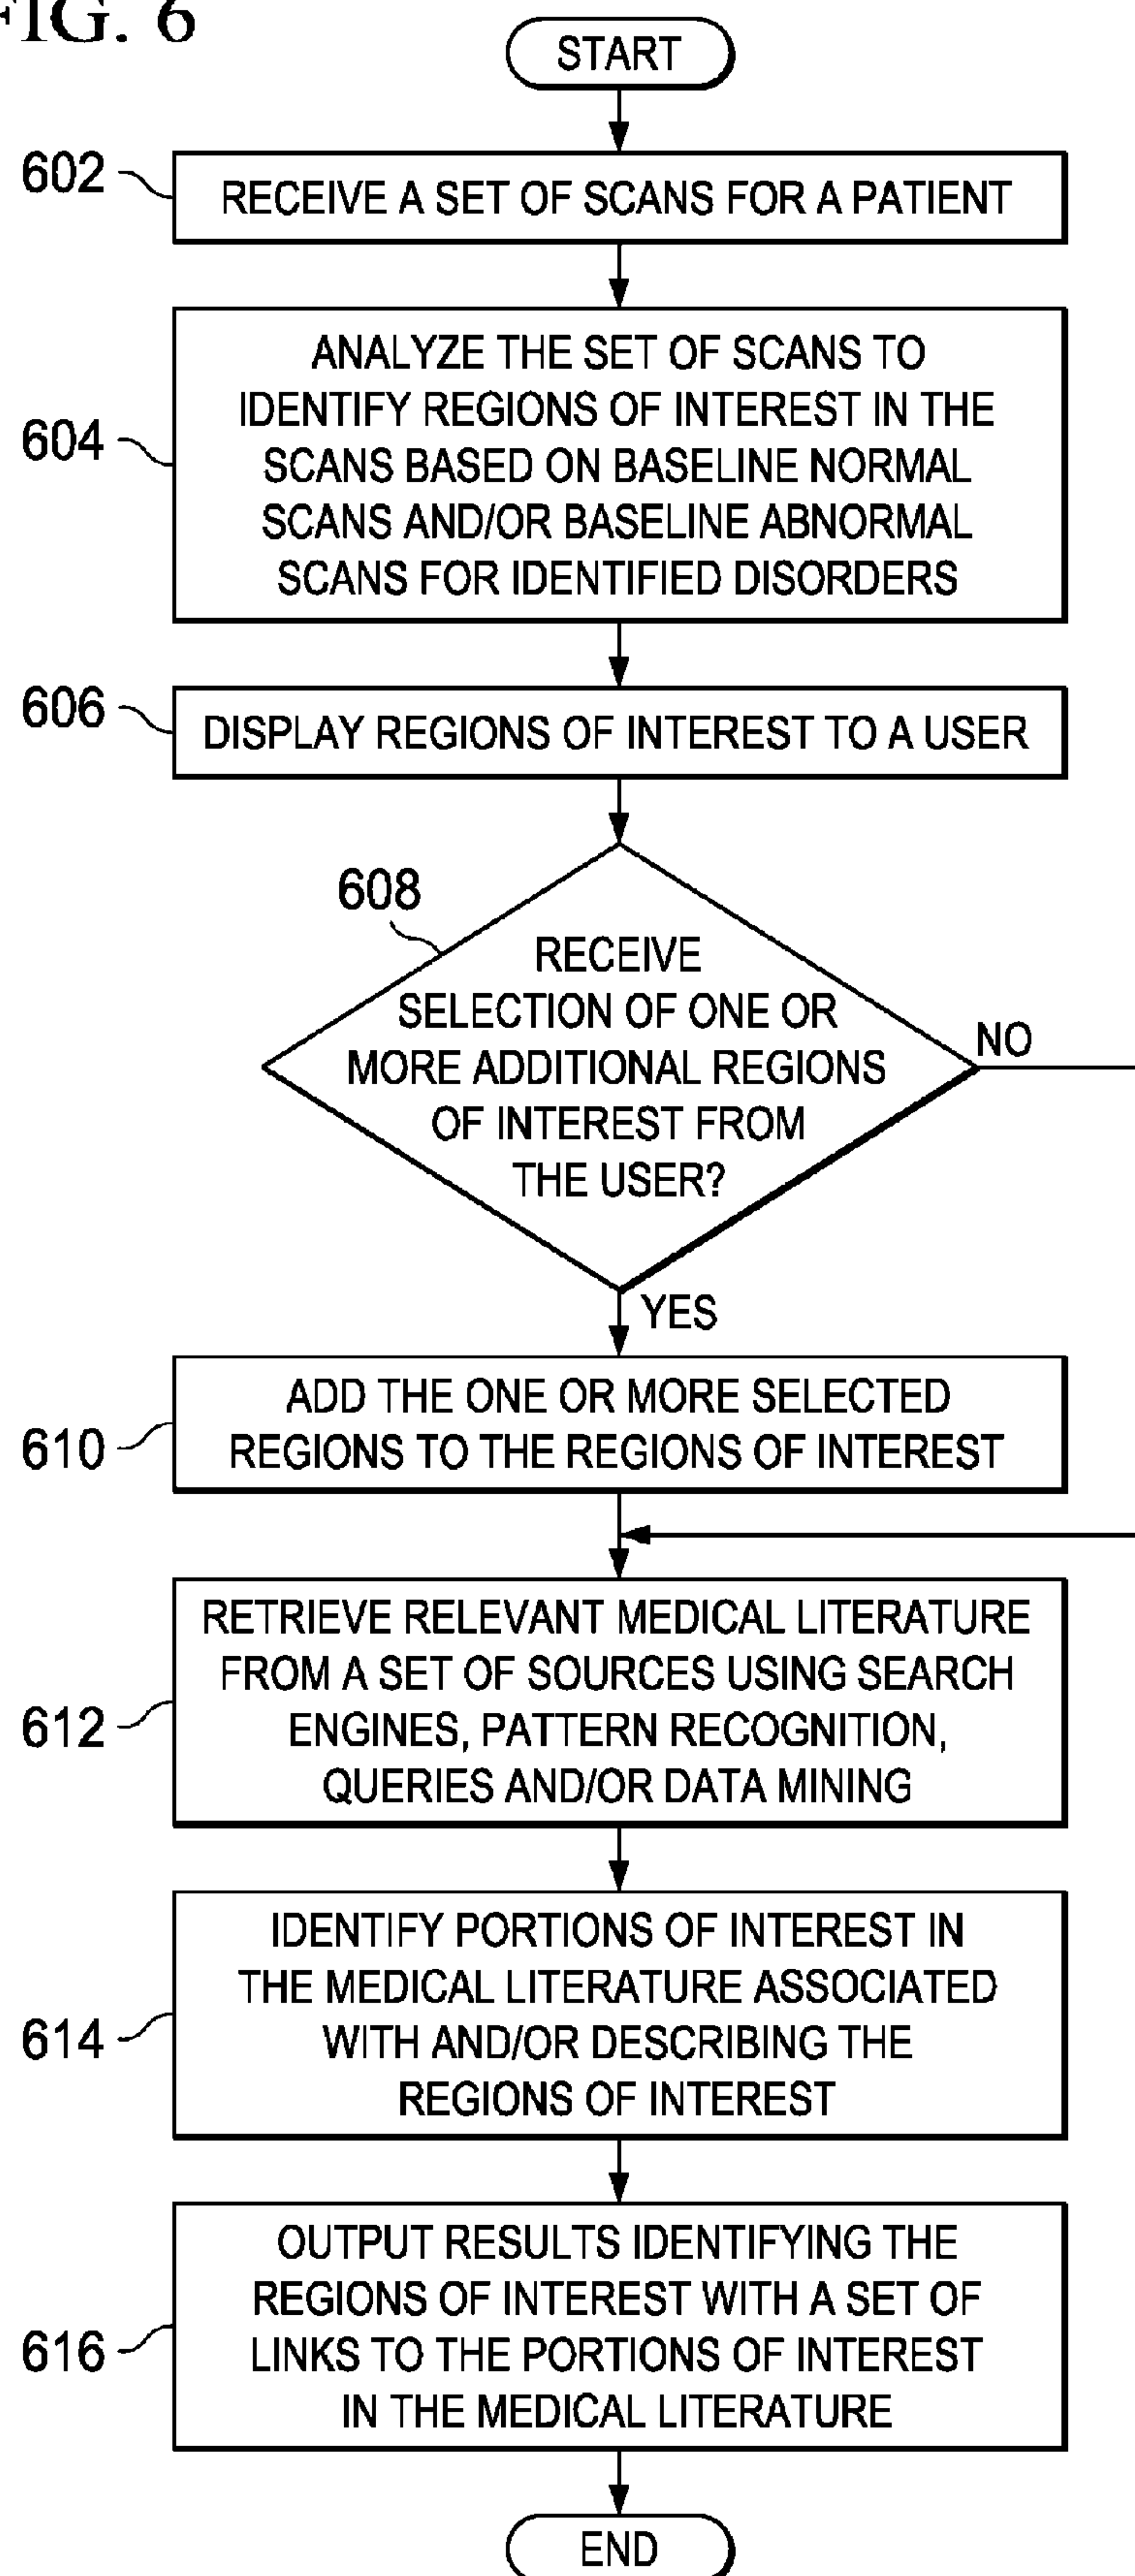 FIG. 6
START
602
RECEIVE A SET OF SCANS FOR A PATIENT
604
ANALYZE THE SET OF SCANS TO
IDENTIFY REGIONS OF INTEREST IN THE
SCANS BASED ON BASELINE NORMAL
SCANS AND/OR BASELINE ABNORMAL
SCANS FOR IDENTIFIED DISORDERS
606
DISPLAY REGIONS OF INTEREST TO A USER
608
RECEIVE
SELECTION OF ONE OR
MORE ADDITIONAL REGIONS
OF INTEREST FROM
THE USER?
NO
YES
610
ADD THE ONE OR MORE SELECTED
REGIONS TO THE REGIONS OF INTEREST
612
RETRIEVE RELEVANT MEDICAL LITERATURE
FROM A SET OF SOURCES USING SEARCH
ENGINES, PATTERN RECOGNITION,
QUERIES AND/OR DATA MINING
614
IDENTIFY PORTIONS OF INTEREST IN
THE MEDICAL LITERATURE ASSOCIATED
WITH AND/OR DESCRIBING THE
REGIONS OF INTEREST
616
OUTPUT RESULTS IDENTIFYING THE
REGIONS OF INTEREST WITH A SET OF
LINKS TO THE PORTIONS OF INTEREST
IN THE MEDICAL LITERATURE
END